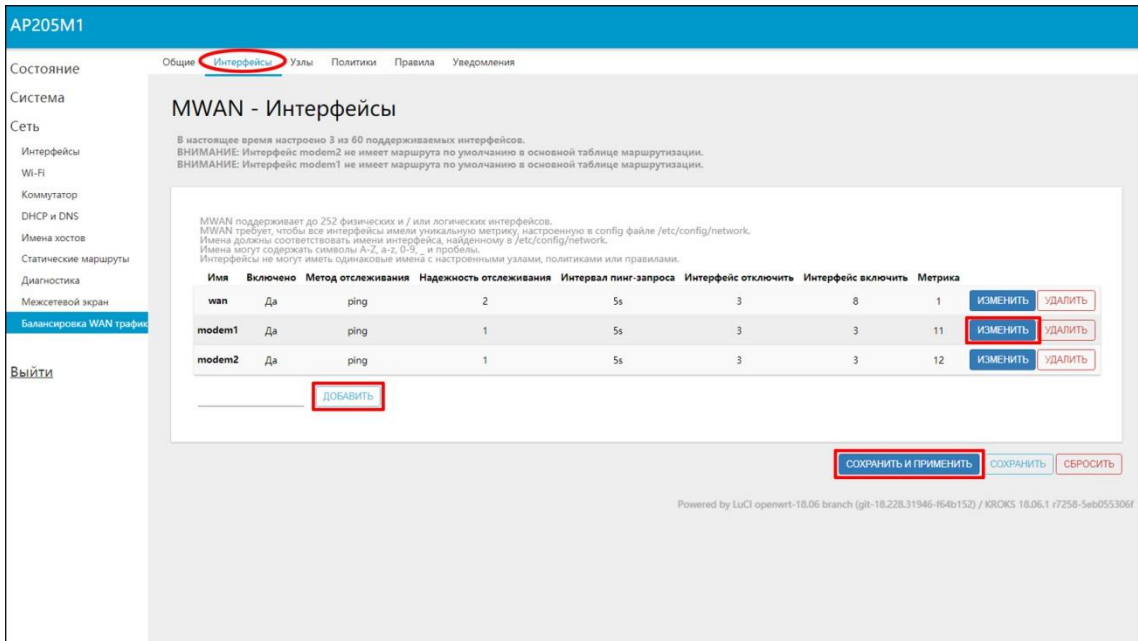 AP205M1
Состояние
Система
Сеть
Интерфейсы
Wi-Fi
Коммутатор
DHCP и DNS
Имена хостов
Статические маршруты
Диагностика
Межсетевой экран
Балансировка WAN трафик
Выйти
Общие Интерфейсы Узлы Политики Правила Уведомления
MWAN - Интерфейсы
В настоящее время настроено 3 из 60 поддерживаемых интерфейсов.
ВНИМАНИЕ: Интерфейс modem2 не имеет маршрута по умолчанию в основной таблице маршрутизации.
ВНИМАНИЕ: Интерфейс modem1 не имеет маршрута по умолчанию в основной таблице маршрутизации.
MWAN поддерживает до 252 физических и / или логических интерфейсов.
MWAN требует, чтобы все интерфейсы имели уникальную метрику, настроенную в config файле /etc/config/network.
Имена должны соответствовать имени интерфейса, найденному в /etc/config/network.
Имена могут содержать символы A-Z, a-z, 0-9, _ и пробелы.
Интерфейсы не могут иметь одинаковые имена с настроенными узлами, политиками или правилами.
Имя Включено Метод отслеживания Надежность отслеживания Интервал пинг-запроса Интерфейс отключить Интерфейс включить Метрика
wan Да ping 2 5s 3 8 1 ИЗМЕНИТЬ УДАЛИТЬ
modem1 Да ping 1 5s 3 3 11 ИЗМЕНИТЬ УДАЛИТЬ
modem2 Да ping 1 5s 3 3 12 ИЗМЕНИТЬ УДАЛИТЬ
ДОБАВИТЬ
СОХРАНИТЬ И ПРИМЕНИТЬ СОХРАНИТЬ СБРОСИТЬ
Powered by LuCI openwrt-18.06 branch (git-18.228.31946-f64b152) / KROKS 18.06.1 r7258-5eb055306f